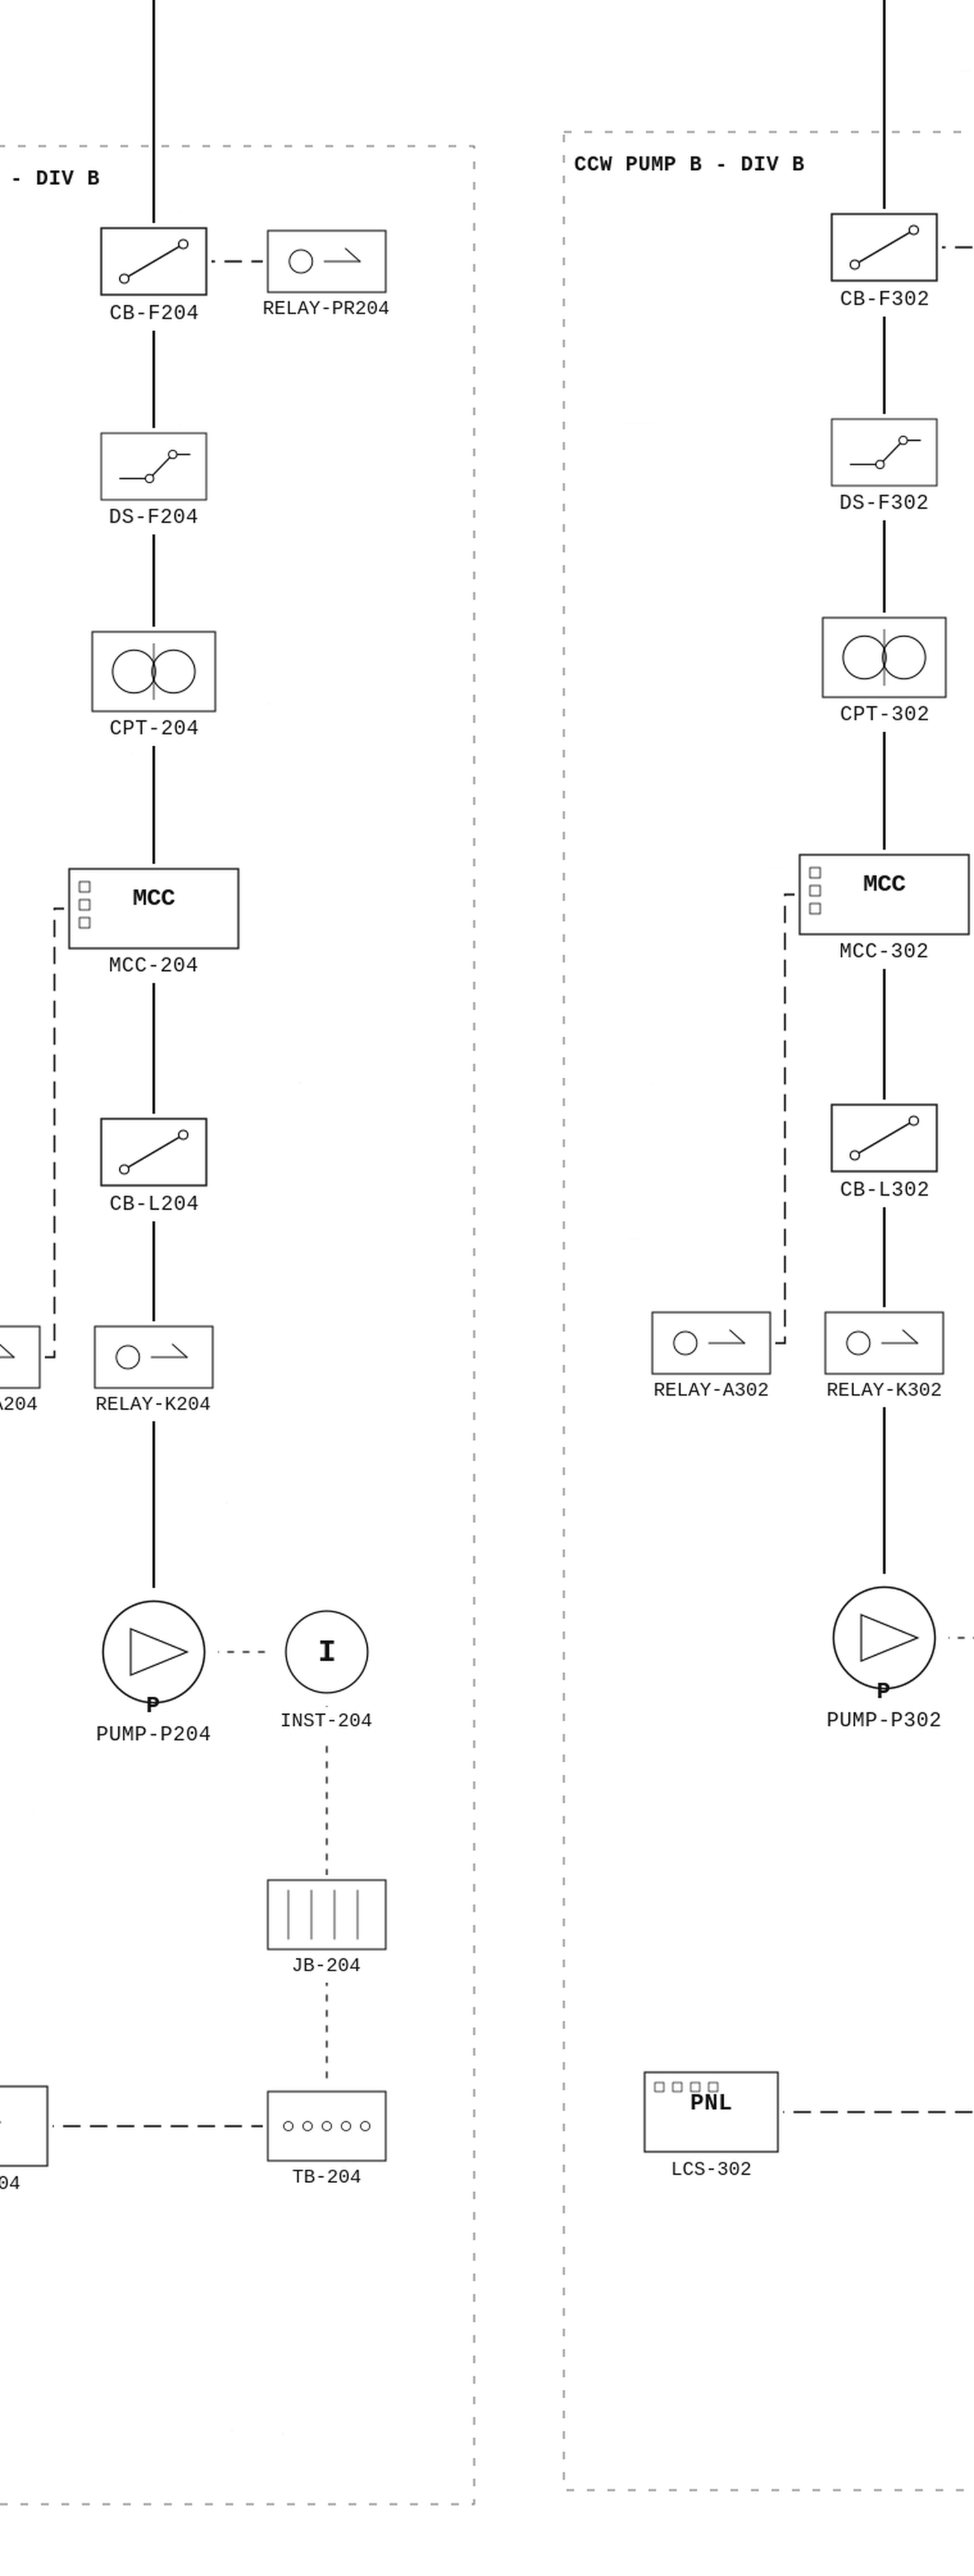 - DIV B
CB-F204
RELAY-PR204
DS-F204
CPT-204
MCC
MCC-204
CB-L204
A204
RELAY-K204
P
PUMP-P204
I
INST-204
JB-204
TB-204
04
CCW PUMP B - DIV B
CB-F302
DS-F302
CPT-302
MCC
MCC-302
CB-L302
RELAY-A302
RELAY-K302
P
PUMP-P302
PNL
LCS-302